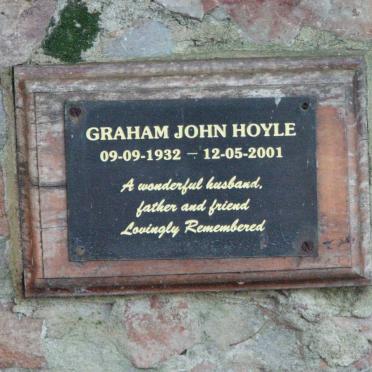 GRAHAM JOHN HOYLE
09-09-1932 – 12-05-2001
A wonderful husband,
father and friend
Lovingly Remembered